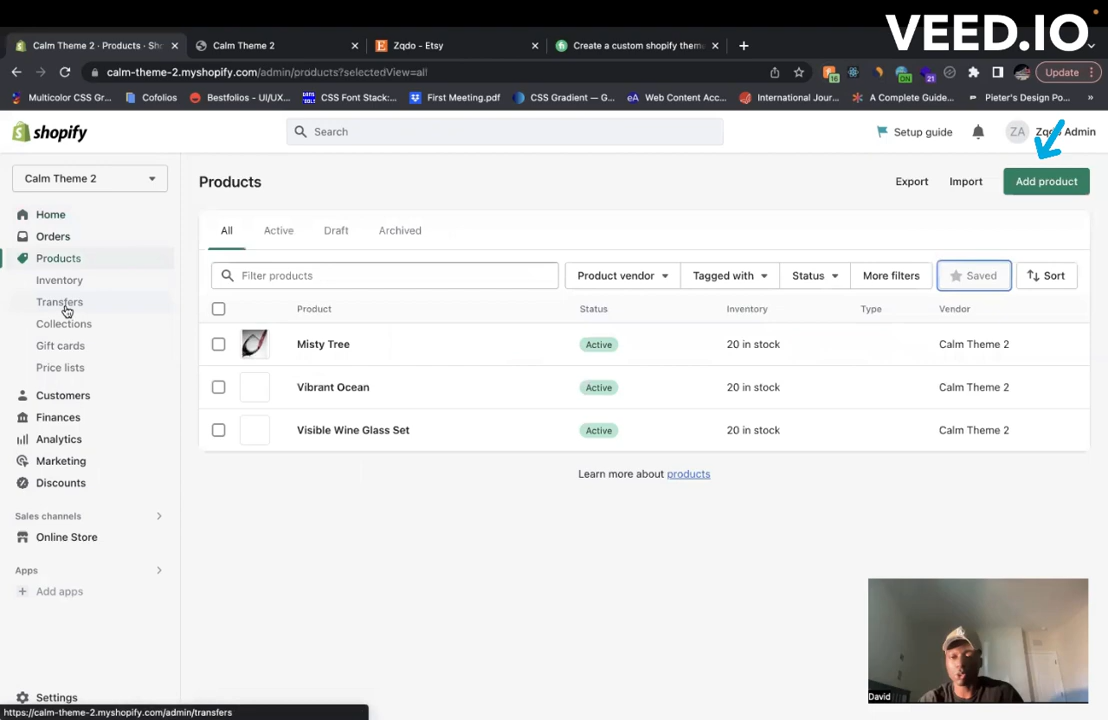 VEED.IO
Calm Theme 2 · Products · Sho
Calm Theme 2
Zqdo - Etsy
Create a custom shopify them
calm-theme-2.myshopify.com/admin/products?selectedView=all
16
ON
21
Update
Multicolor CSS Gr...
Cofolios
Bestfolios - UI/UX...
CSS Font Stack:...
First Meeting.pdf
CSS Gradient — G...
eA Web Content Acc...
International Jour...
A Complete Guide...
Pieter's Design Po...
shopify
Search
Setup guide
ZA
Zqdo Admin
Calm Theme 2
Products
Export
Import
Add product
Home
Orders
Products
Inventory
Transfers
Collections
Gift cards
Price lists
Customers
Finances
Analytics
Marketing
Discounts
Sales channels
Online Store
Apps
Add apps
Settings
All
Active
Draft
Archived
Filter products
Product vendor
Tagged with
Status
More filters
Saved
Sort
Product
Status
Inventory
Type
Vendor
Misty Tree
Active
20 in stock
Calm Theme 2
Vibrant Ocean
Active
20 in stock
Calm Theme 2
Visible Wine Glass Set
Active
20 in stock
Calm Theme 2
Learn more about products
David
https://calm-theme-2.myshopify.com/admin/transfers